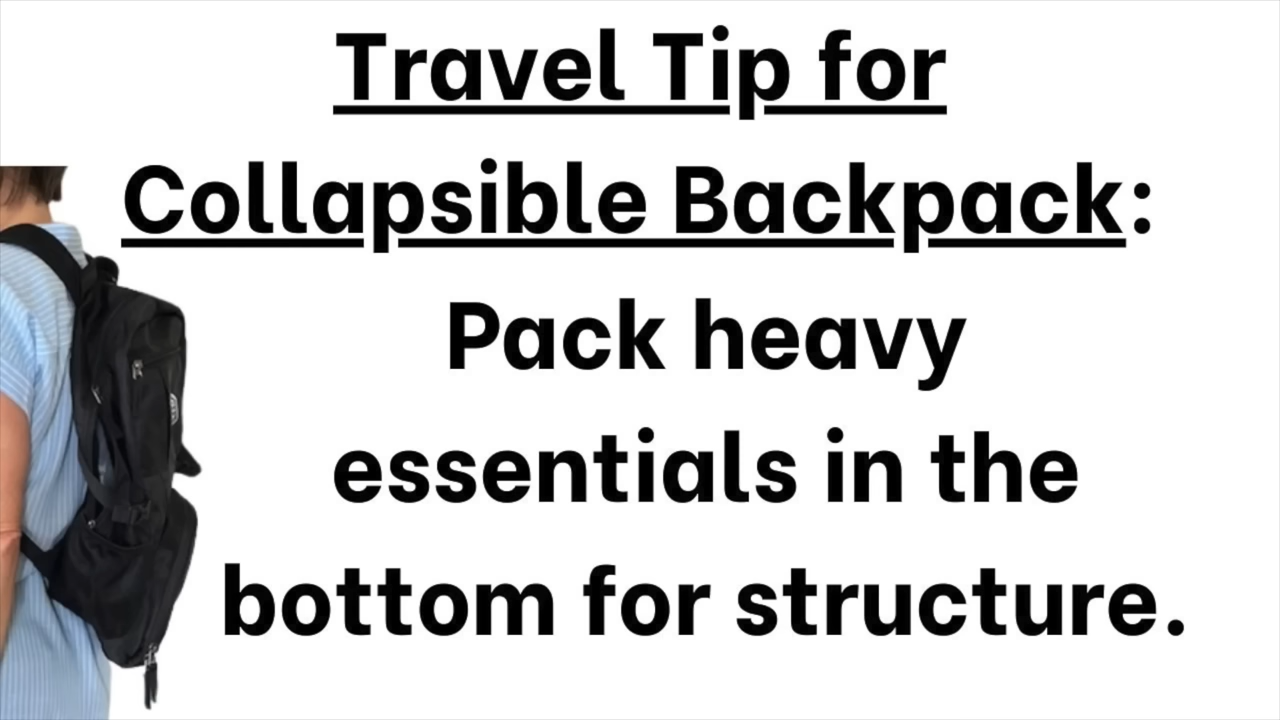 Travel Tip for
Collapsible Backpack:
Pack heavy
essentials in the
bottom for structure.